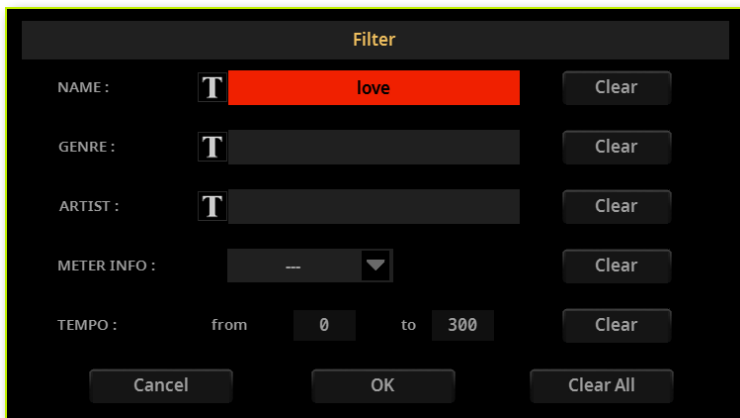 Filter
NAME : T love Clear
GENRE : T Clear
ARTIST : T Clear
METER INFO : --- Clear
TEMPO : from 0 to 300 Clear
Cancel OK Clear All